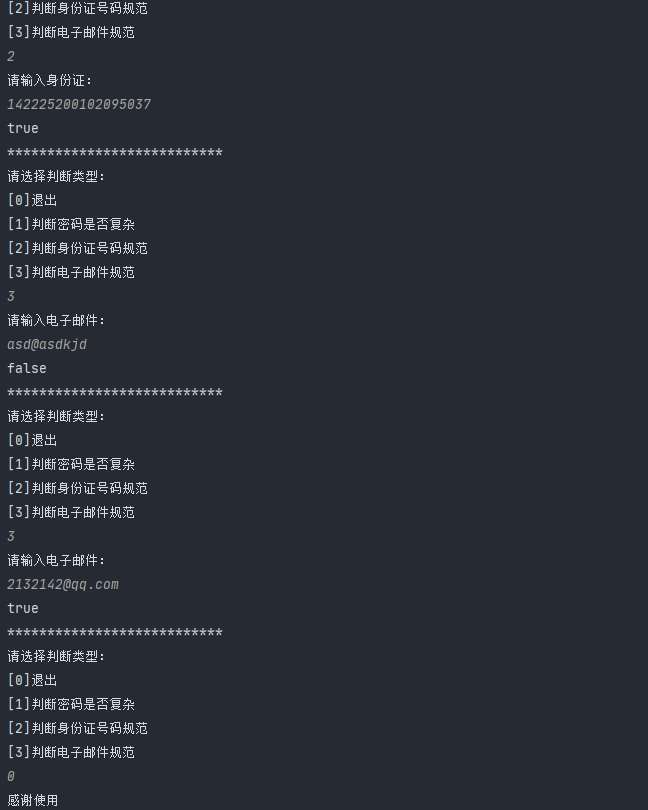 [2]判断身份证号码规范
[3]判断电子邮件规范
2
请输入身份证:
142225200102095037
true
***************************
请选择判断类型:
[0]退出
[1]判断密码是否复杂
[2]判断身份证号码规范
[3]判断电子邮件规范
3
请输入电子邮件:
asd@asdkjd
false
***************************
请选择判断类型:
[0]退出
[1]判断密码是否复杂
[2]判断身份证号码规范
[3]判断电子邮件规范
3
请输入电子邮件:
2132142@qq.com
true
***************************
请选择判断类型:
[0]退出
[1]判断密码是否复杂
[2]判断身份证号码规范
[3]判断电子邮件规范
0
感谢使用